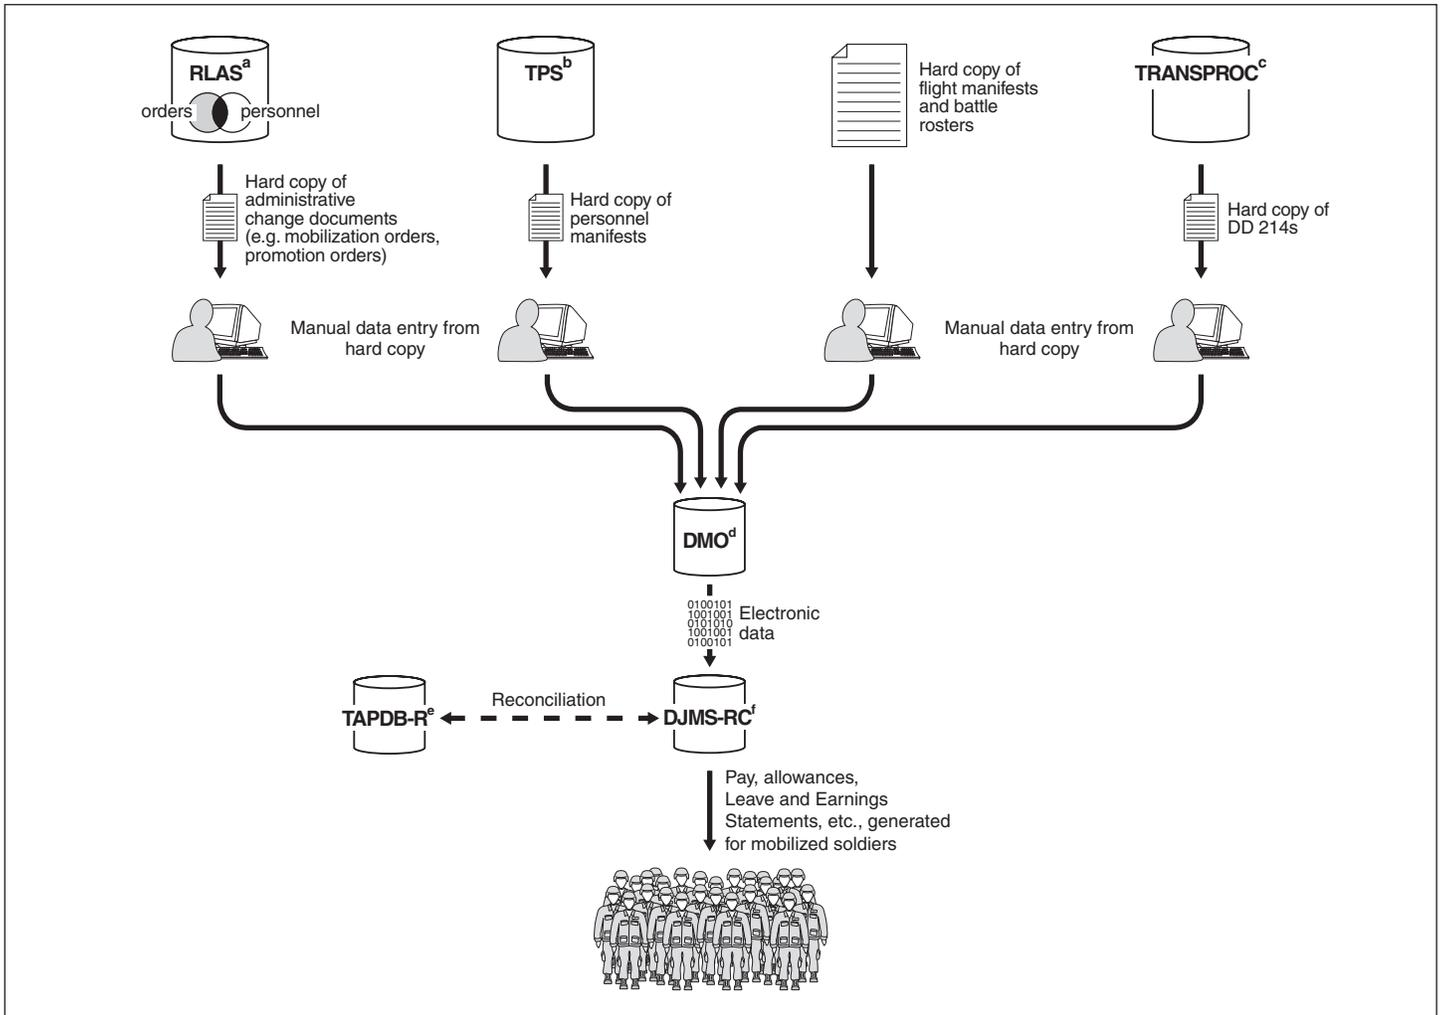 RLASa
orders personnel
TPSb
Hard copy of
flight manifests
and battle
rosters
TRANSPROCc
Hard copy of
administrative
change documents
(e.g. mobilization orders,
promotion orders)
Hard copy of
personnel
manifests
Hard copy of
DD 214s
Manual data entry from
hard copy
Manual data entry from
hard copy
DMOd
0100101
1001001
0101010
1001001
0100101
Electronic
data
TAPDB-Re
Reconciliation
DJMS-RCf
Pay, allowances,
Leave and Earnings
Statements, etc., generated
for mobilized soldiers